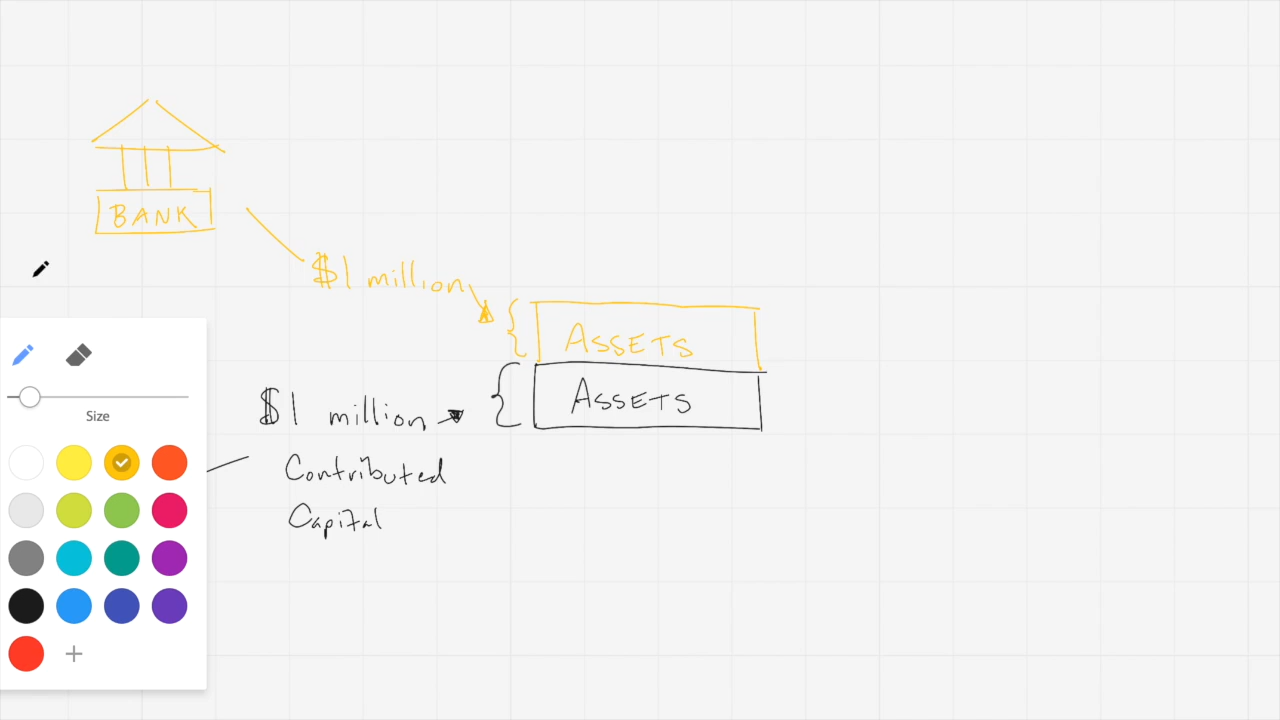 BANK
$1 million
ASSETS
ASSETS
$1 million
Contributed
Capital
Size